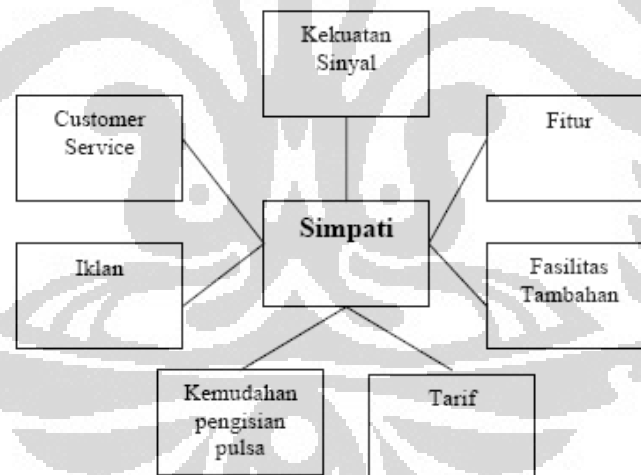 Kekuatan
Sinyal
Customer
Service
Fitur
Simpati
Iklan
Fasilitas
Tambahan
Kemudahan
pengisian
pulsa
Tarif